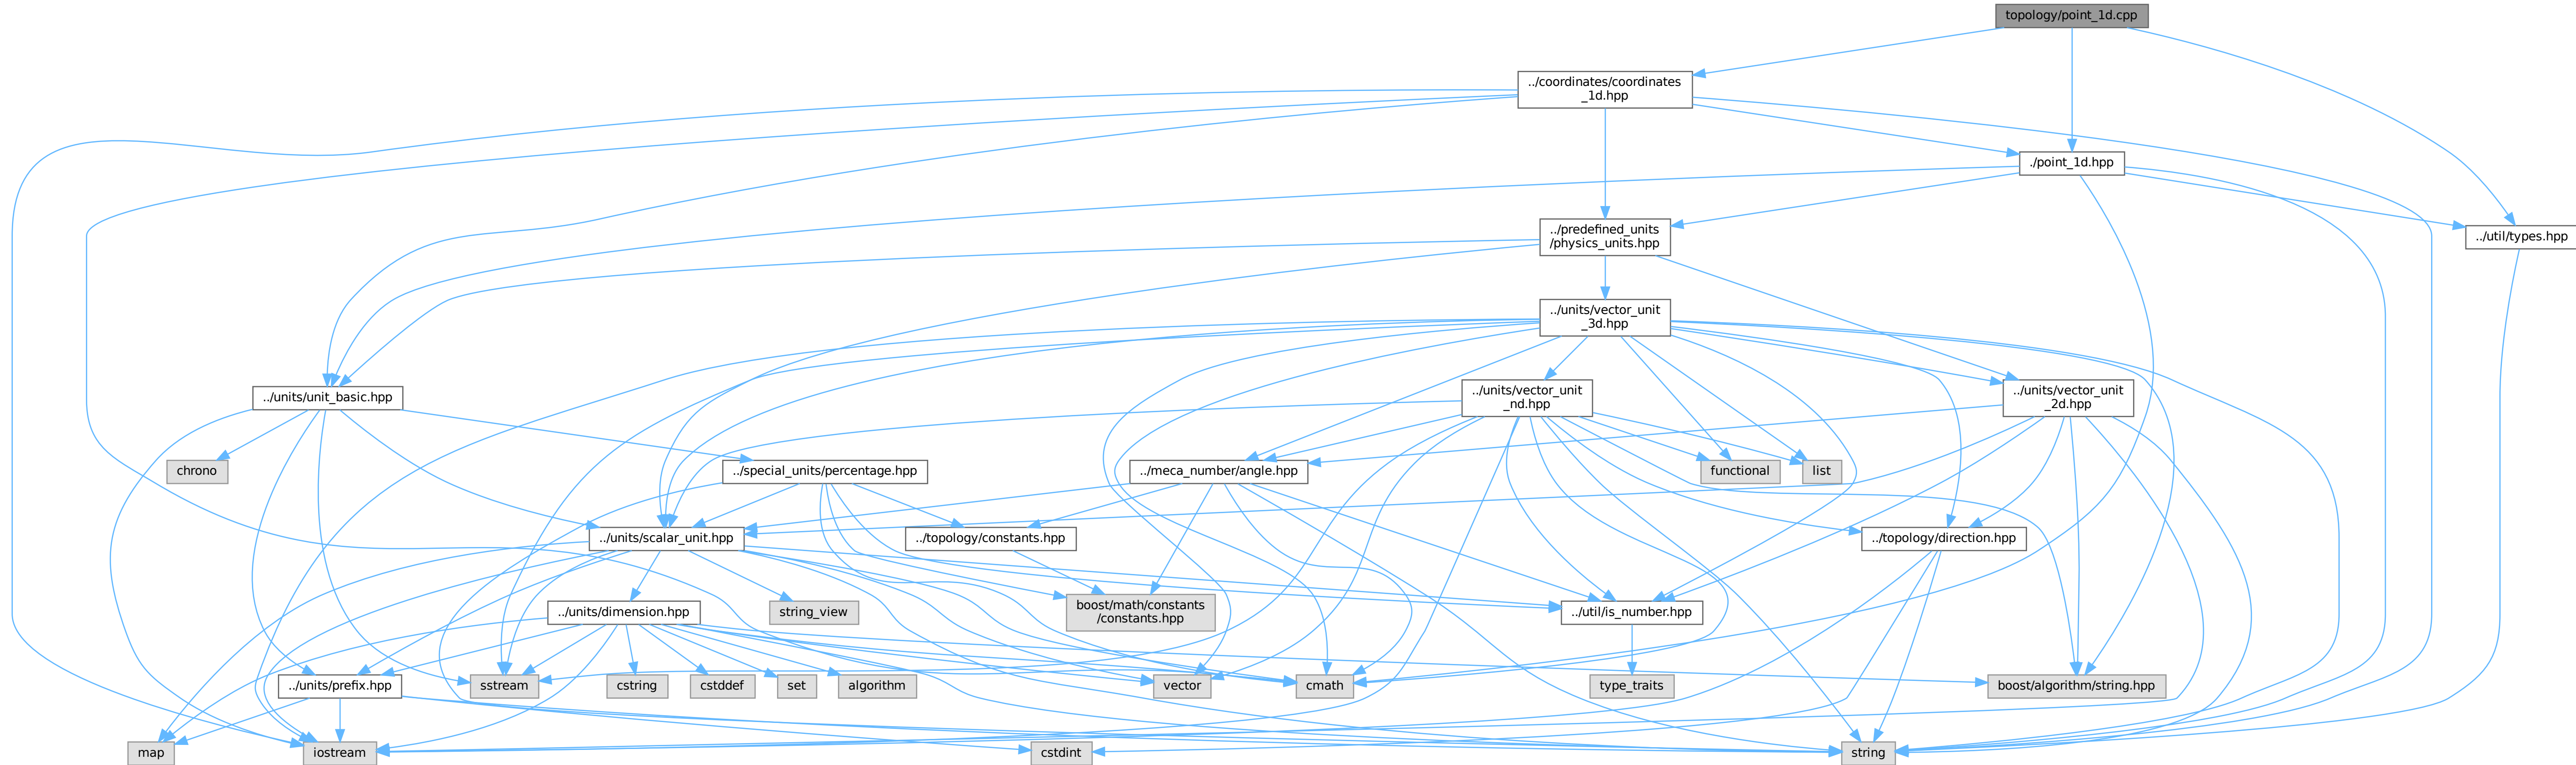 topology/point_1d.cpp
../coordinates/coordinates
_1d.hpp
./point_1d.hpp
../predefined_units
/physics_units.hpp
../util/types.hpp
../units/vector_unit
_3d.hpp
../units/unit_basic.hpp
../units/vector_unit
_nd.hpp
../units/vector_unit
_2d.hpp
chrono
../special_units/percentage.hpp
../meca_number/angle.hpp
functional
list
../units/scalar_unit.hpp
../topology/constants.hpp
../topology/direction.hpp
../units/dimension.hpp
string_view
boost/math/constants
/constants.hpp
../util/is_number.hpp
../units/prefix.hpp
sstream
cstring
cstddef
set
algorithm
vector
cmath
type_traits
boost/algorithm/string.hpp
map
iostream
cstdint
string